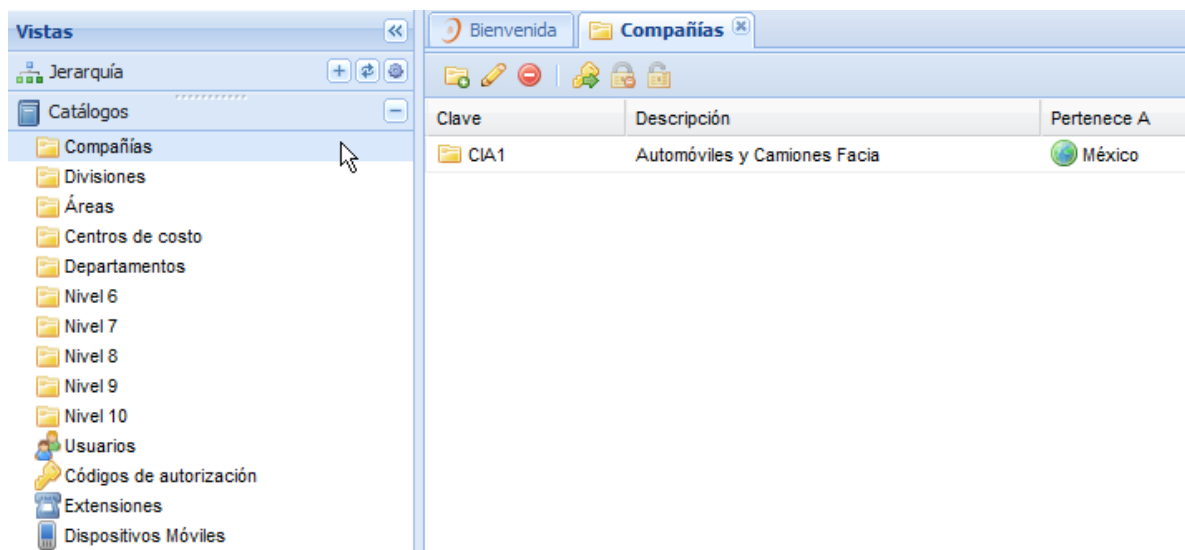 Vistas
Jerarquía
Catálogos
Compañías
Divisiones
Áreas
Centros de costo
Departamentos
Nivel 6
Nivel 7
Nivel 8
Nivel 9
Nivel 10
Usuarios
Códigos de autorización
Extensiones
Dispositivos Móviles
Bienvenida Compañías
Clave Descripción Pertenece A
CIA1 Automóviles y Camiones Facia México